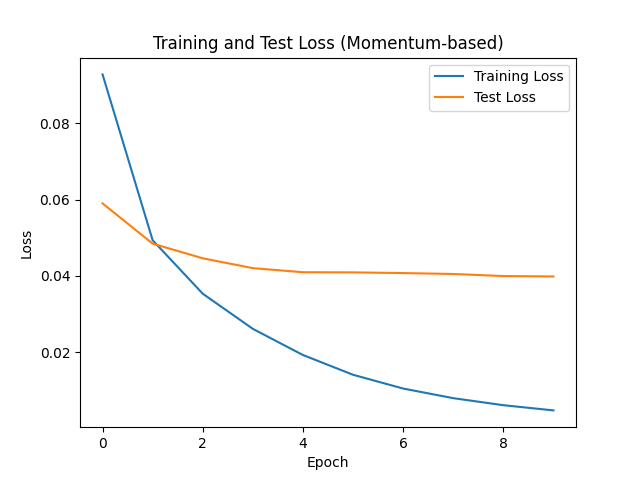 Training and Test Loss (Momentum-based)
Training Loss
Test Loss
0.08
0.06
0.04
0.02
Loss
0 2 4 6 8
Epoch